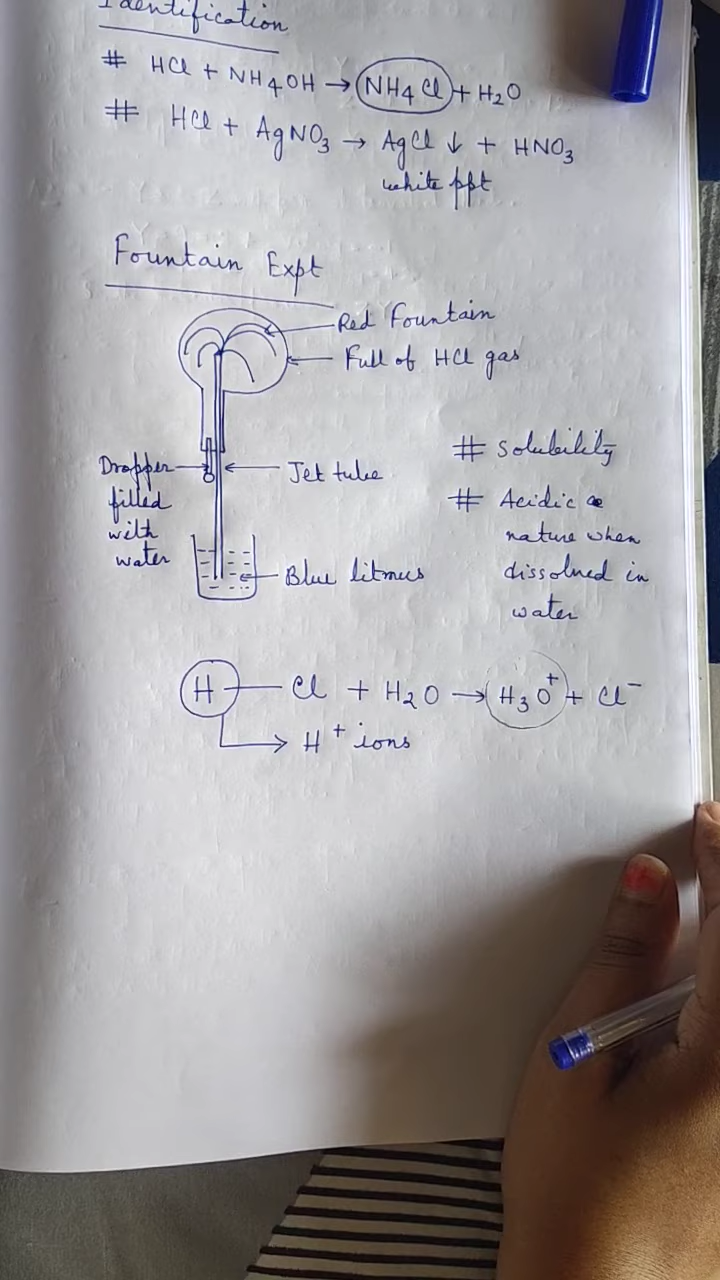 Identification
# HCl + NH4OH → NH4Cl + H2O
# HCl + AgNO3 → AgCl ↓ + HNO3
white ppt
Fountain Expt
Red Fountain
Full of HCl gas
Dropper
filled
with
water
Jet tube
Blue litmus
# Solubility
# Acidic
nature when
dissolved in
water
H — Cl + H2O → H3O+ + Cl-
H+ ions